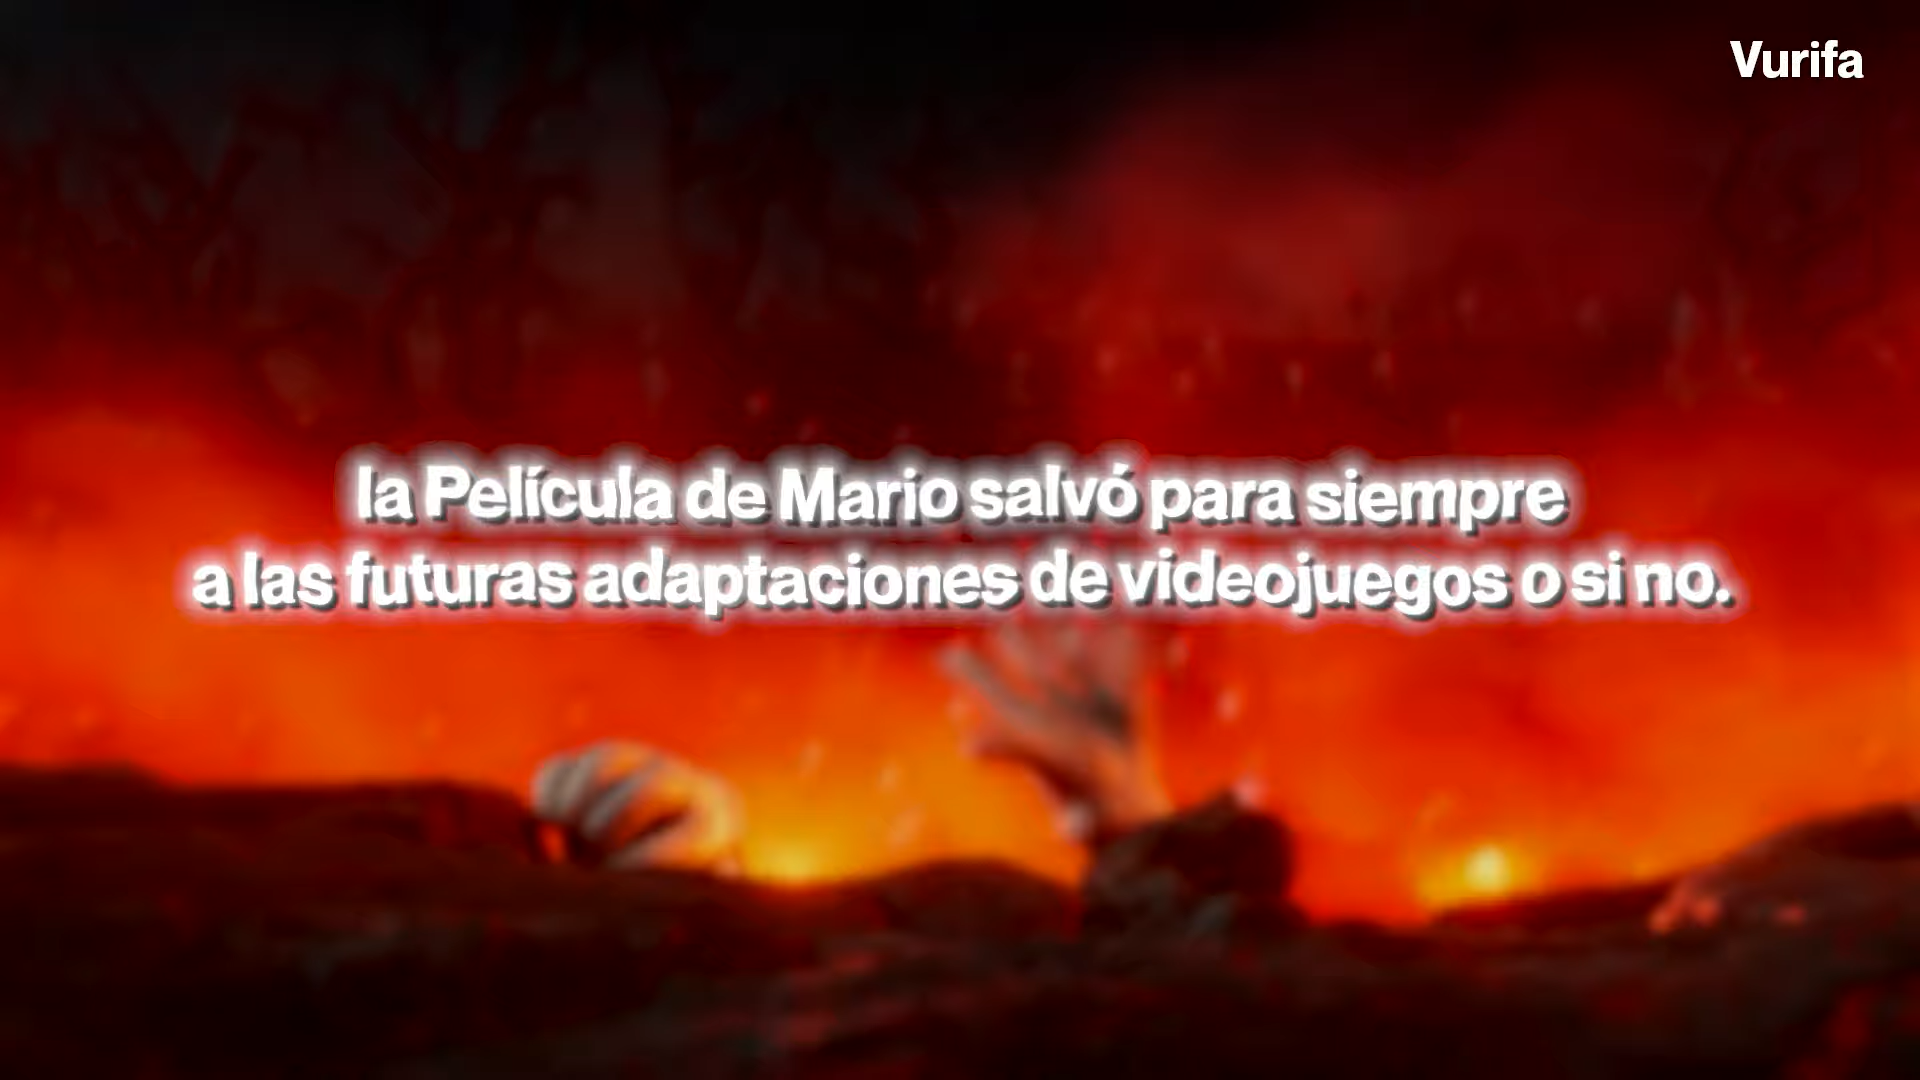 Vurifa
la Película de Mario salvó para siempre
a las futuras adaptaciones de videojuegos o si no.